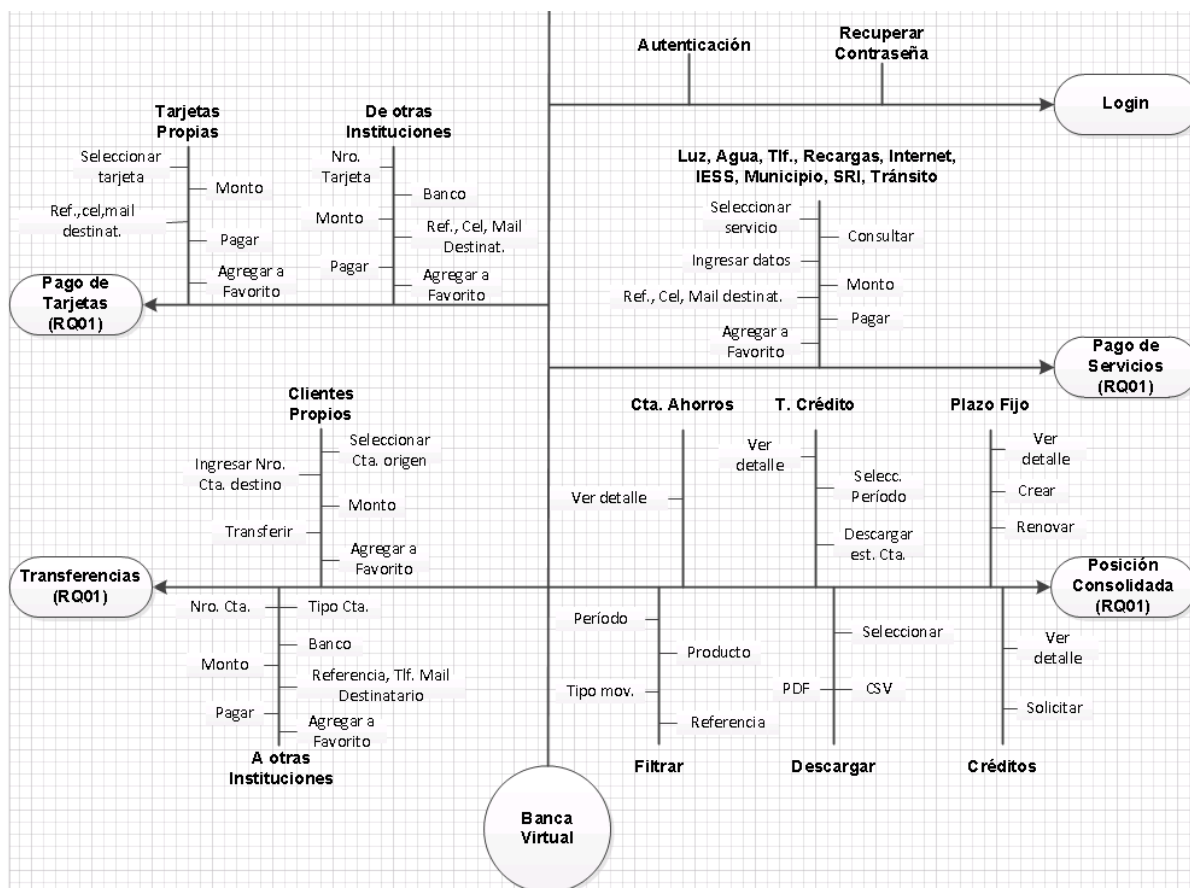 Autenticación
Recuperar
Contraseña
Login
Tarjetas
Propias
Seleccionar
tarjeta
Monto
Ref.,cel,mail
destinat.
Pagar
Agregar a
Favorito
De otras
Instituciones
Nro.
Tarjeta
Banco
Monto
Ref., Cel, Mail
Destinat.
Pagar
Agregar a
Favorito
Pago de
Tarjetas
(RQ01)
Luz, Agua, Tlf., Recargas, Internet,
IESS, Municipio, SRI, Tránsito
Seleccionar
servicio
Consultar
Ingresar datos
Monto
Ref., Cel, Mail destinat.
Pagar
Agregar a
Favorito
Pago de
Servicios
(RQ01)
Clientes
Propios
Seleccionar
Cta. origen
Ingresar Nro.
Cta. destino
Monto
Transferir
Agregar a
Favorito
Transferencias
(RQ01)
Nro. Cta.
Tipo Cta.
Banco
Monto
Referencia, Tlf. Mail
Destinatario
Pagar
Agregar a
Favorito
A otras
Instituciones
Cta. Ahorros
Ver detalle
T. Crédito
Ver
detalle
Selecc.
Período
Descargar
est. Cta.
Plazo Fijo
Ver
detalle
Crear
Renovar
Posición
Consolidada
(RQ01)
Período
Producto
Tipo mov.
Referencia
Filtrar
Seleccionar
PDF
CSV
Descargar
Ver
detalle
Solicitar
Créditos
Banca
Virtual